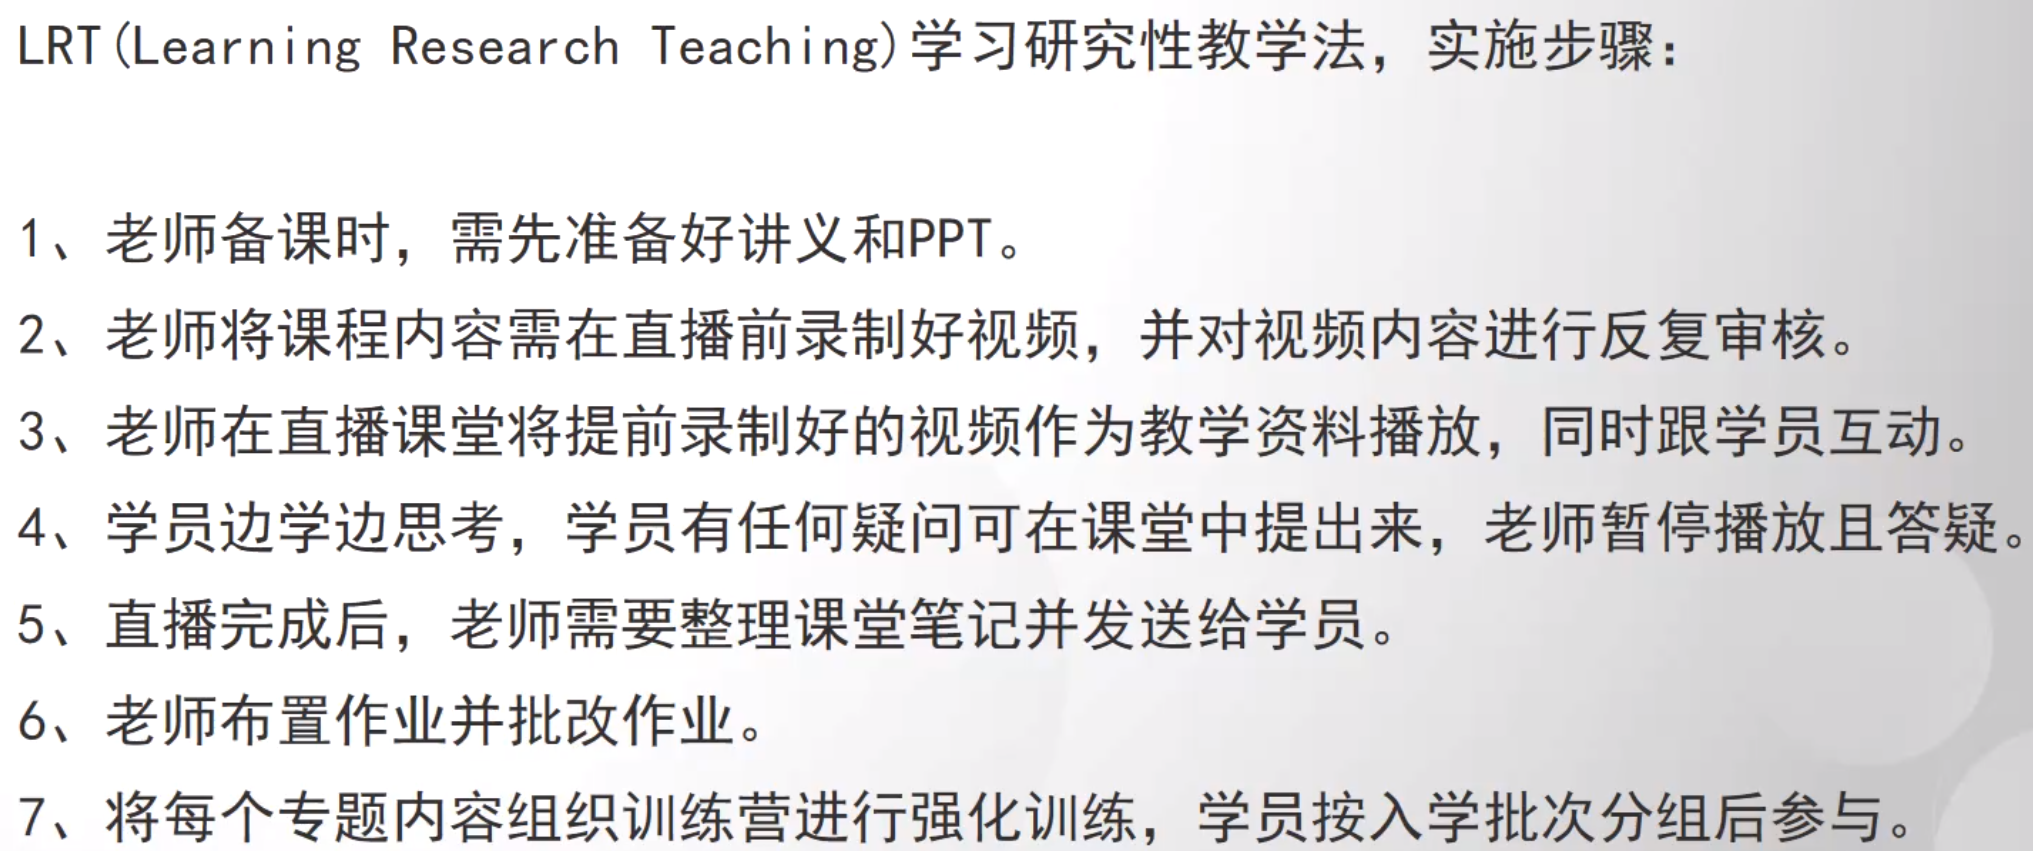 LRT(Learning Research Teaching)学习研究性教学法，实施步骤：
1、老师备课时，需先准备好讲义和PPT。
2、老师将课程内容需在直播前录制好视频，并对视频内容进行反复审核。
3、老师在直播课堂将提前录制好的视频作为教学资料播放，同时跟学员互动。
4、学员边学边思考，学员有任何疑问可在课堂中提出来，老师暂停播放且答疑。
5、直播完成后，老师需要整理课堂笔记并发送给学员。
6、老师布置作业并批改作业。
7、将每个专题内容组织训练营进行强化训练，学员按入学批次分组后参与。